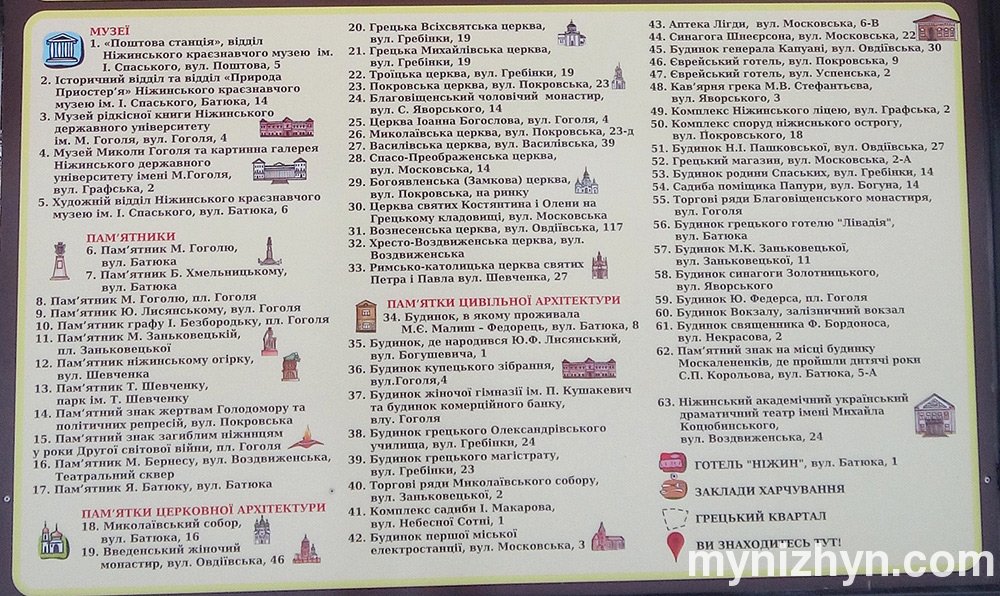 МУЗЕЇ
1. «Поштова станція», відділ
Ніжинського краєзнавчого музею ім.
І. Спаського, вул. Поштова, 5
2. Історичний відділ та відділ «Природа
Приостер’я» Ніжинського краєзнавчого
музею ім. І. Спаського, Батюка, 14
3. Музей рідкісної книги Ніжинського
державного університету
ім. М. Гоголя, вул. Гоголя, 4
4. Музей Миколи Гоголя та картинна галерея
Ніжинського державного
університету імені М.Гоголя,
вул. Графська, 2
5. Художній відділ Ніжинського краєзнавчого
музею ім. І. Спаського, вул. Батюка, 6
ПАМ’ЯТНИКИ
6. Пам’ятник М. Гоголю,
вул. Батюка
7. Пам’ятник Б. Хмельницькому,
вул. Батюка
8. Пам’ятник М. Гоголю, пл. Гоголя
9. Пам’ятник Ю. Лисянському, вул. Гоголя
10. Пам’ятник графу І. Безбородьку, пл. Гоголя
11. Пам’ятник М. Заньковецькій,
пл. Заньковецької
12. Пам’ятник ніжинському огірку,
вул. Шевченка
13. Пам’ятник Т. Шевченку,
парк ім. Т. Шевченку
14. Пам’ятний знак жертвам Голодомору та
політичних репресій, вул. Покровська
15. Пам’ятний знак загиблим ніжинцям
у роки Другої світової війни, пл. Гоголя
16. Пам’ятник М. Бернесу, вул. Воздвиженська,
Театральний сквер
17. Пам’ятник Я. Батюку, вул. Батюка
ПАМ’ЯТКИ ЦЕРКОВНОЇ АРХІТЕКТУРИ
18. Миколаївський собор,
вул. Батюка, 16
19. Введенський жіночий
монастир, вул. Овдіївська, 46
20. Грецька Всіхсвятська церква,
вул. Гребінки, 19
21. Грецька Михайлівська церква,
вул. Гребінки, 19
22. Троїцька церква, вул. Гребінки, 19
23. Покровська церква, вул. Покровська, 23
24. Благовіщенський чоловічий монастир,
вул. С. Яворського, 14
25. Церква Іоанна Богослова, вул. Гоголя, 4
26. Миколаївська церква, вул. Покровська, 23-д
27. Василівська церква, вул. Василівська, 39
28. Спасо-Преображенська церква,
вул. Московська, 14
29. Богоявленська (Замкова) церква,
вул. Покровська, на ринку
30. Церква святих Костянтина і Олени на
Грецькому кладовищі, вул. Московська
31. Вознесенська церква, вул. Овдіївська, 117
32. Хресто-Воздвиженська церква, вул.
Воздвиженська
33. Римсько-католицька церква святих
Петра і Павла вул. Шевченка, 27
ПАМ’ЯТКИ ЦИВІЛЬНОЇ АРХІТЕКТУРИ
34. Будинок, в якому проживала
М.Є. Малиш – Федорець, вул. Батюка, 8
35. Будинок, де народився Ю.Ф. Лисянський,
вул. Богушевича, 1
36. Будинок купецького зібрання,
вул.Гоголя,4
37. Будинок жіночої гімназії ім. П. Кушакевич
та будинок комерційного банку,
влу. Гоголя
38. Будинок грецького Олександрівського
училища, вул. Гребінки, 24
39. Будинок грецького магістрату,
вул. Гребінки, 23
40. Торгові ряди Миколаївського собору,
вул. Заньковецької, 2
41. Комплекс садиби І. Макарова,
вул. Небесної Сотні, 1
42. Будинок першої міської
електростанції, вул. Московська, 3
43. Аптека Лігди, вул. Московська, 6-В
44. Синагога Шнеєрсона, вул. Московська, 22
45. Будинок генерала Капуані, вул. Овдіївська, 30
46. Єврейський готель, вул. Покровська, 9
47. Єврейський готель, вул. Успенська, 2
48. Кав’ярня грека М.В. Стефантьєва,
вул. Яворського, 3
49. Комплекс Ніжинського ліцею, вул. Графська, 2
50. Комплекс споруд ніжиснького острогу,
вул. Покровського, 18
51. Будинок Н.І. Пашковської, вул. Овдіївська, 27
52. Грецький магазин, вул. Московська, 2-А
53. Будинок родини Спаських, вул. Гребінки, 14
54. Садиба поміщика Папури, вул. Богуна, 14
55. Торгові ряди Благовіщенського монастиря,
вул. Гоголя
56. Будинок грецького готелю "Лівадія",
вул. Батюка
57. Будинок М.К. Заньковецької,
вул. Заньковецької, 11
58. Будинок синагоги Золотницького,
вул. Яворського
59. Будинок Ю. Федерса, пл. Гоголя
60. Будинок Вокзалу, залізничний вокзал
61. Будинок священника Ф. Бордоноса,
вул. Некрасова, 2
62. Пам’ятний знак на місці будинку
Москаленків, де пройшли дитячі роки
С.П. Корольова, вул. Батюка, 5-А
63. Ніжинський академічний український
драматичний театр імені Михайла
Коцюбинського,
вул. Воздвиженська, 24
ГОТЕЛЬ "НІЖИН", вул. Батюка, 1
ЗАКЛАДИ ХАРЧУВАННЯ
ГРЕЦЬКИЙ КВАРТАЛ
ВИ ЗНАХОДИТЕСЬ ТУТ!
mynizhyn.com